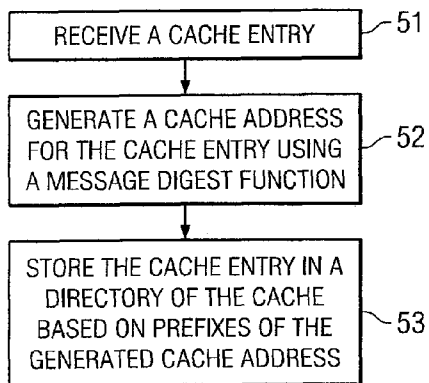 RECEIVE A CACHE ENTRY
51
GENERATE A CACHE ADDRESS
FOR THE CACHE ENTRY USING
A MESSAGE DIGEST FUNCTION
52
STORE THE CACHE ENTRY IN A
DIRECTORY OF THE CACHE
BASED ON PREFIXES OF THE
GENERATED CACHE ADDRESS
53